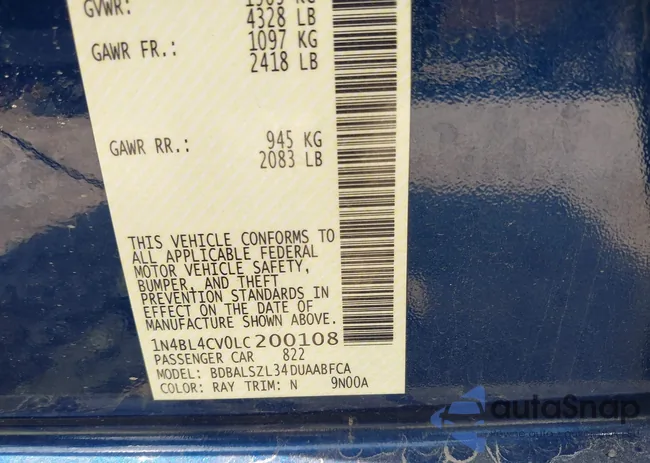 GVWR:
4328 LB
GAWR FR.: 1097 KG
2418 LB
GAWR RR.: 945 KG
2083 LB
THIS VEHICLE CONFORMS TO
ALL APPLICABLE FEDERAL
MOTOR VEHICLE SAFETY,
BUMPER, AND THEFT
PREVENTION STANDARDS IN
EFFECT ON THE DATE OF
MANUFACTURE SHOWN ABOVE.
1N4BL4CV0LC200108
PASSENGER CAR 822
MODEL: BDBALSZL34DUAABFCA
COLOR: RAY TRIM: N 9N00A
autoSnap